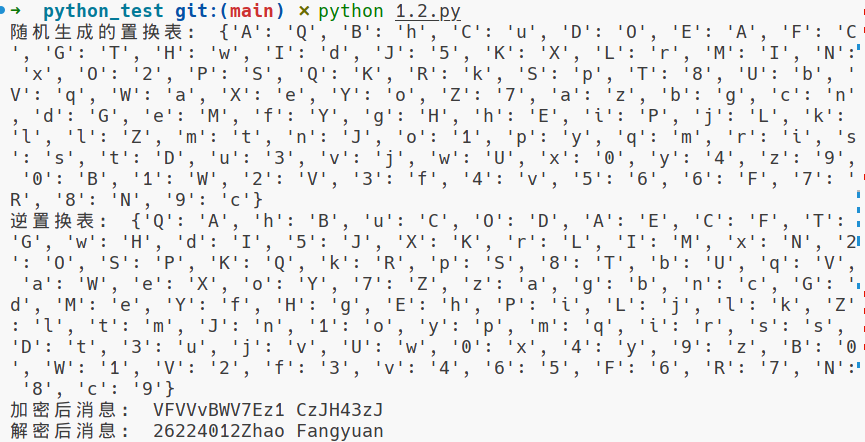 ➜ python_test git:(main) ✕ python 1.2.py
随机生成的置换表: {'A': 'Q', 'B': 'h', 'C': 'u', 'D': 'O', 'E': 'A', 'F': 'C'
, 'G': 'T', 'H': 'w', 'I': 'd', 'J': '5', 'K': 'X', 'L': 'r', 'M': 'I', 'N':
'x', 'O': '2', 'P': 'S', 'Q': 'K', 'R': 'k', 'S': 'p', 'T': '8', 'U': 'b', '
V': 'q', 'W': 'a', 'X': 'e', 'Y': 'o', 'Z': '7', 'a': 'z', 'b': 'g', 'c': 'n'
, 'd': 'G', 'e': 'M', 'f': 'Y', 'g': 'H', 'h': 'E', 'i': 'P', 'j': 'L', 'k':
'l', 'l': 'Z', 'm': 't', 'n': 'J', 'o': '1', 'p': 'y', 'q': 'm', 'r': 'i', 's
': 's', 't': 'D', 'u': '3', 'v': 'j', 'w': 'U', 'x': '0', 'y': '4', 'z': '9',
'0': 'B', '1': 'W', '2': 'V', '3': 'f', '4': 'v', '5': '6', '6': 'F', '7': '
R', '8': 'N', '9': 'c'}
逆置换表: {'Q': 'A', 'h': 'B', 'u': 'C', 'O': 'D', 'A': 'E', 'C': 'F', 'T':
'G', 'w': 'H', 'd': 'I', '5': 'J', 'X': 'K', 'r': 'L', 'I': 'M', 'x': 'N', '2
': 'O', 'S': 'P', 'K': 'Q', 'k': 'R', 'p': 'S', '8': 'T', 'b': 'U', 'q': 'V',
'a': 'W', 'e': 'X', 'o': 'Y', '7': 'Z', 'z': 'a', 'g': 'b', 'n': 'c', 'G': '
d', 'M': 'e', 'Y': 'f', 'H': 'g', 'E': 'h', 'P': 'i', 'L': 'j', 'l': 'k', 'Z'
: 'l', 't': 'm', 'J': 'n', '1': 'o', 'y': 'p', 'm': 'q', 'i': 'r', 's': 's',
'D': 't', '3': 'u', 'j': 'v', 'U': 'w', '0': 'x', '4': 'y', '9': 'z', 'B': '0
', 'W': '1', 'V': '2', 'f': '3', 'v': '4', '6': '5', 'F': '6', 'R': '7', 'N':
'8', 'c': '9'}
加密后消息: VFVVvBWV7Ez1 CzJH43zJ
解密后消息: 26224012Zhao Fangyuan